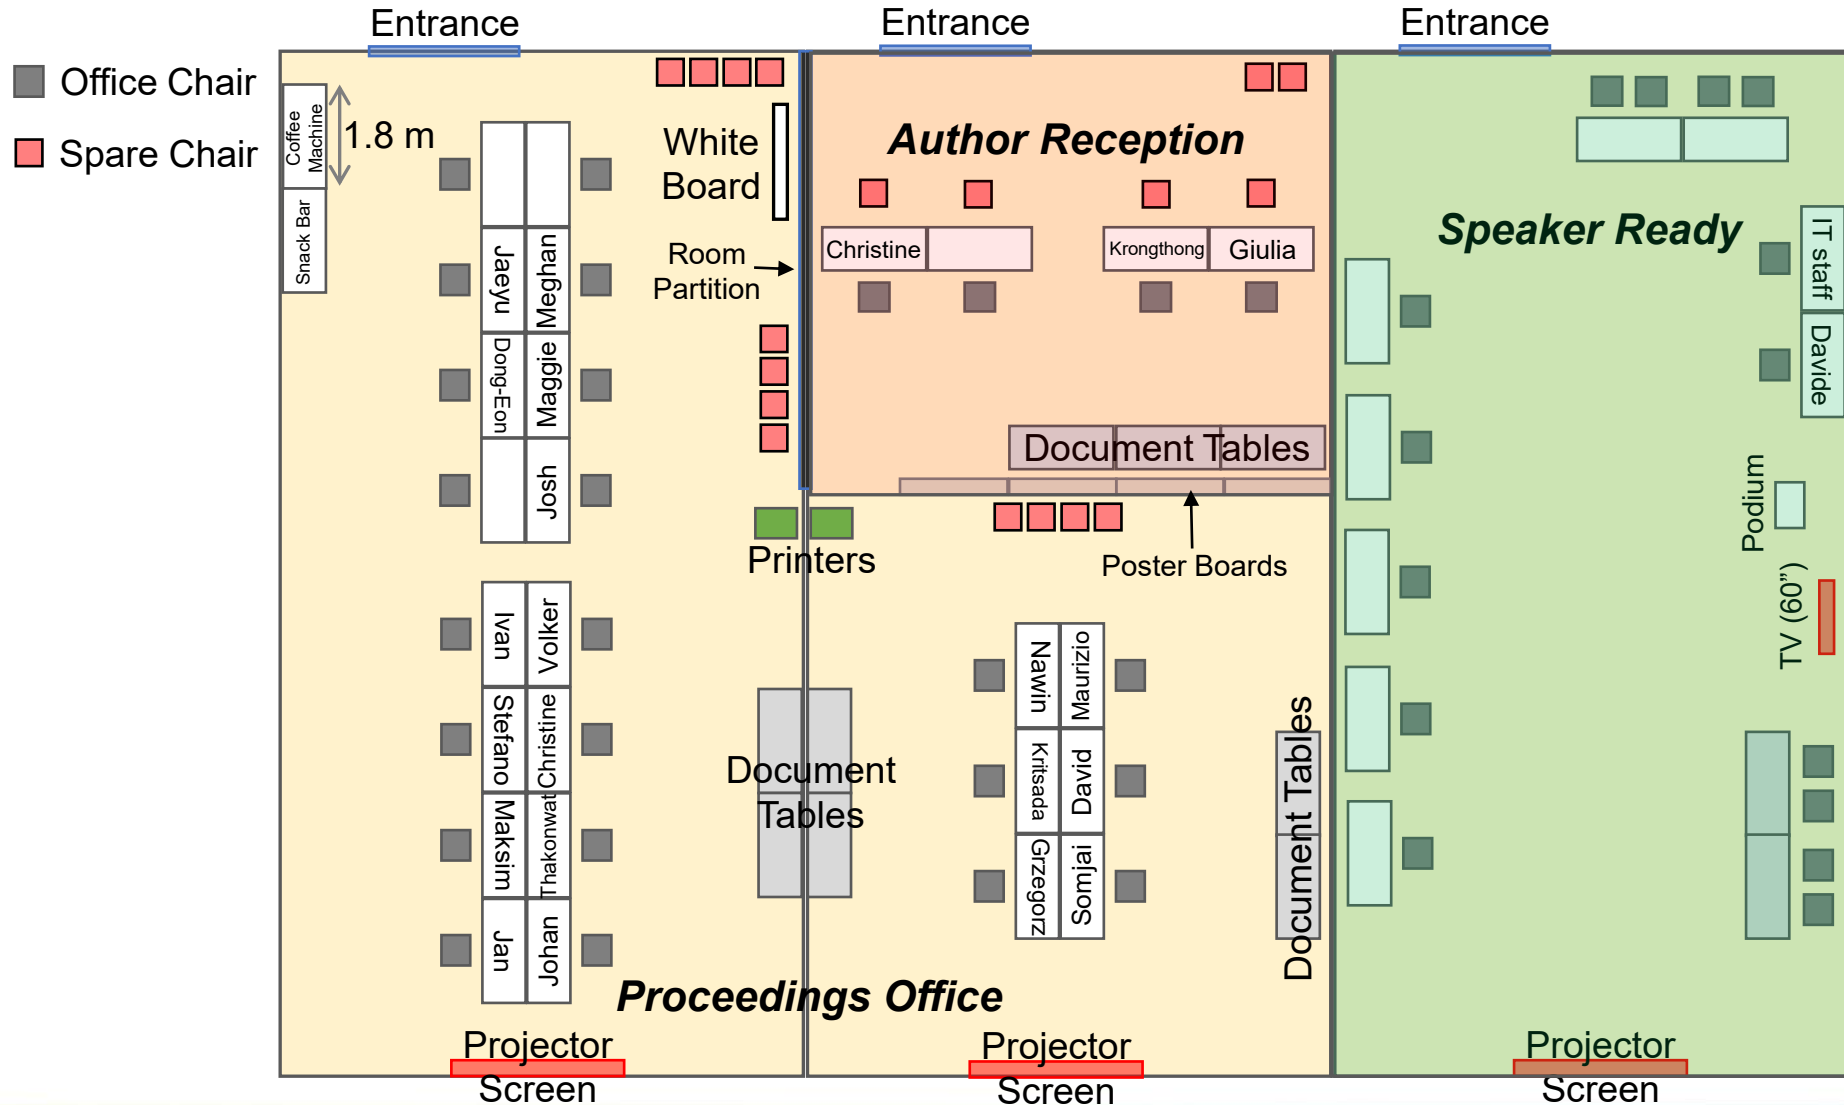 Entrance
Entrance
Entrance
Office Chair
Spare Chair
Coffee
Machine
1.8 m
Snack Bar
White
Board
Room
Partition
Jaeyu
Meghan
Dong-Eon
Maggie
Josh
Author Reception
Christine
Krongthong
Giulia
Document Tables
Poster Boards
Printers
Speaker Ready
IT staff
Davide
Podium
TV (60”)
Ivan
Volker
Stefano
Christine
Maksim
Thakonwat
Jan
Johan
Document
Tables
Nawin
Maurizio
Kritsada
David
Grzegorz
Somjai
Document Tables
Proceedings Office
Projector
Screen
Projector
Screen
Projector
Screen